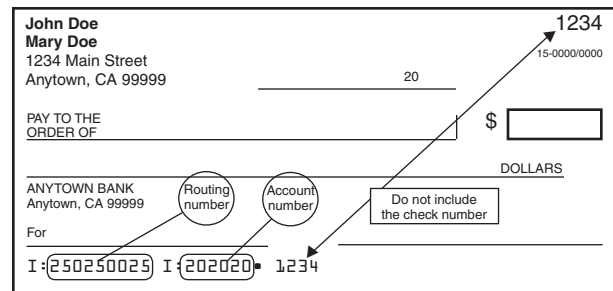 John Doe
1234
Mary Doe
15-0000/0000
1234 Main Street
Anytown, CA 99999
20
PAY TO THE
ORDER OF
$
DOLLARS
ANYTOWN BANK
Anytown, CA 99999
Routing
number
Account
number
Do not include
the check number
For
I:250250025 I:202020 1234